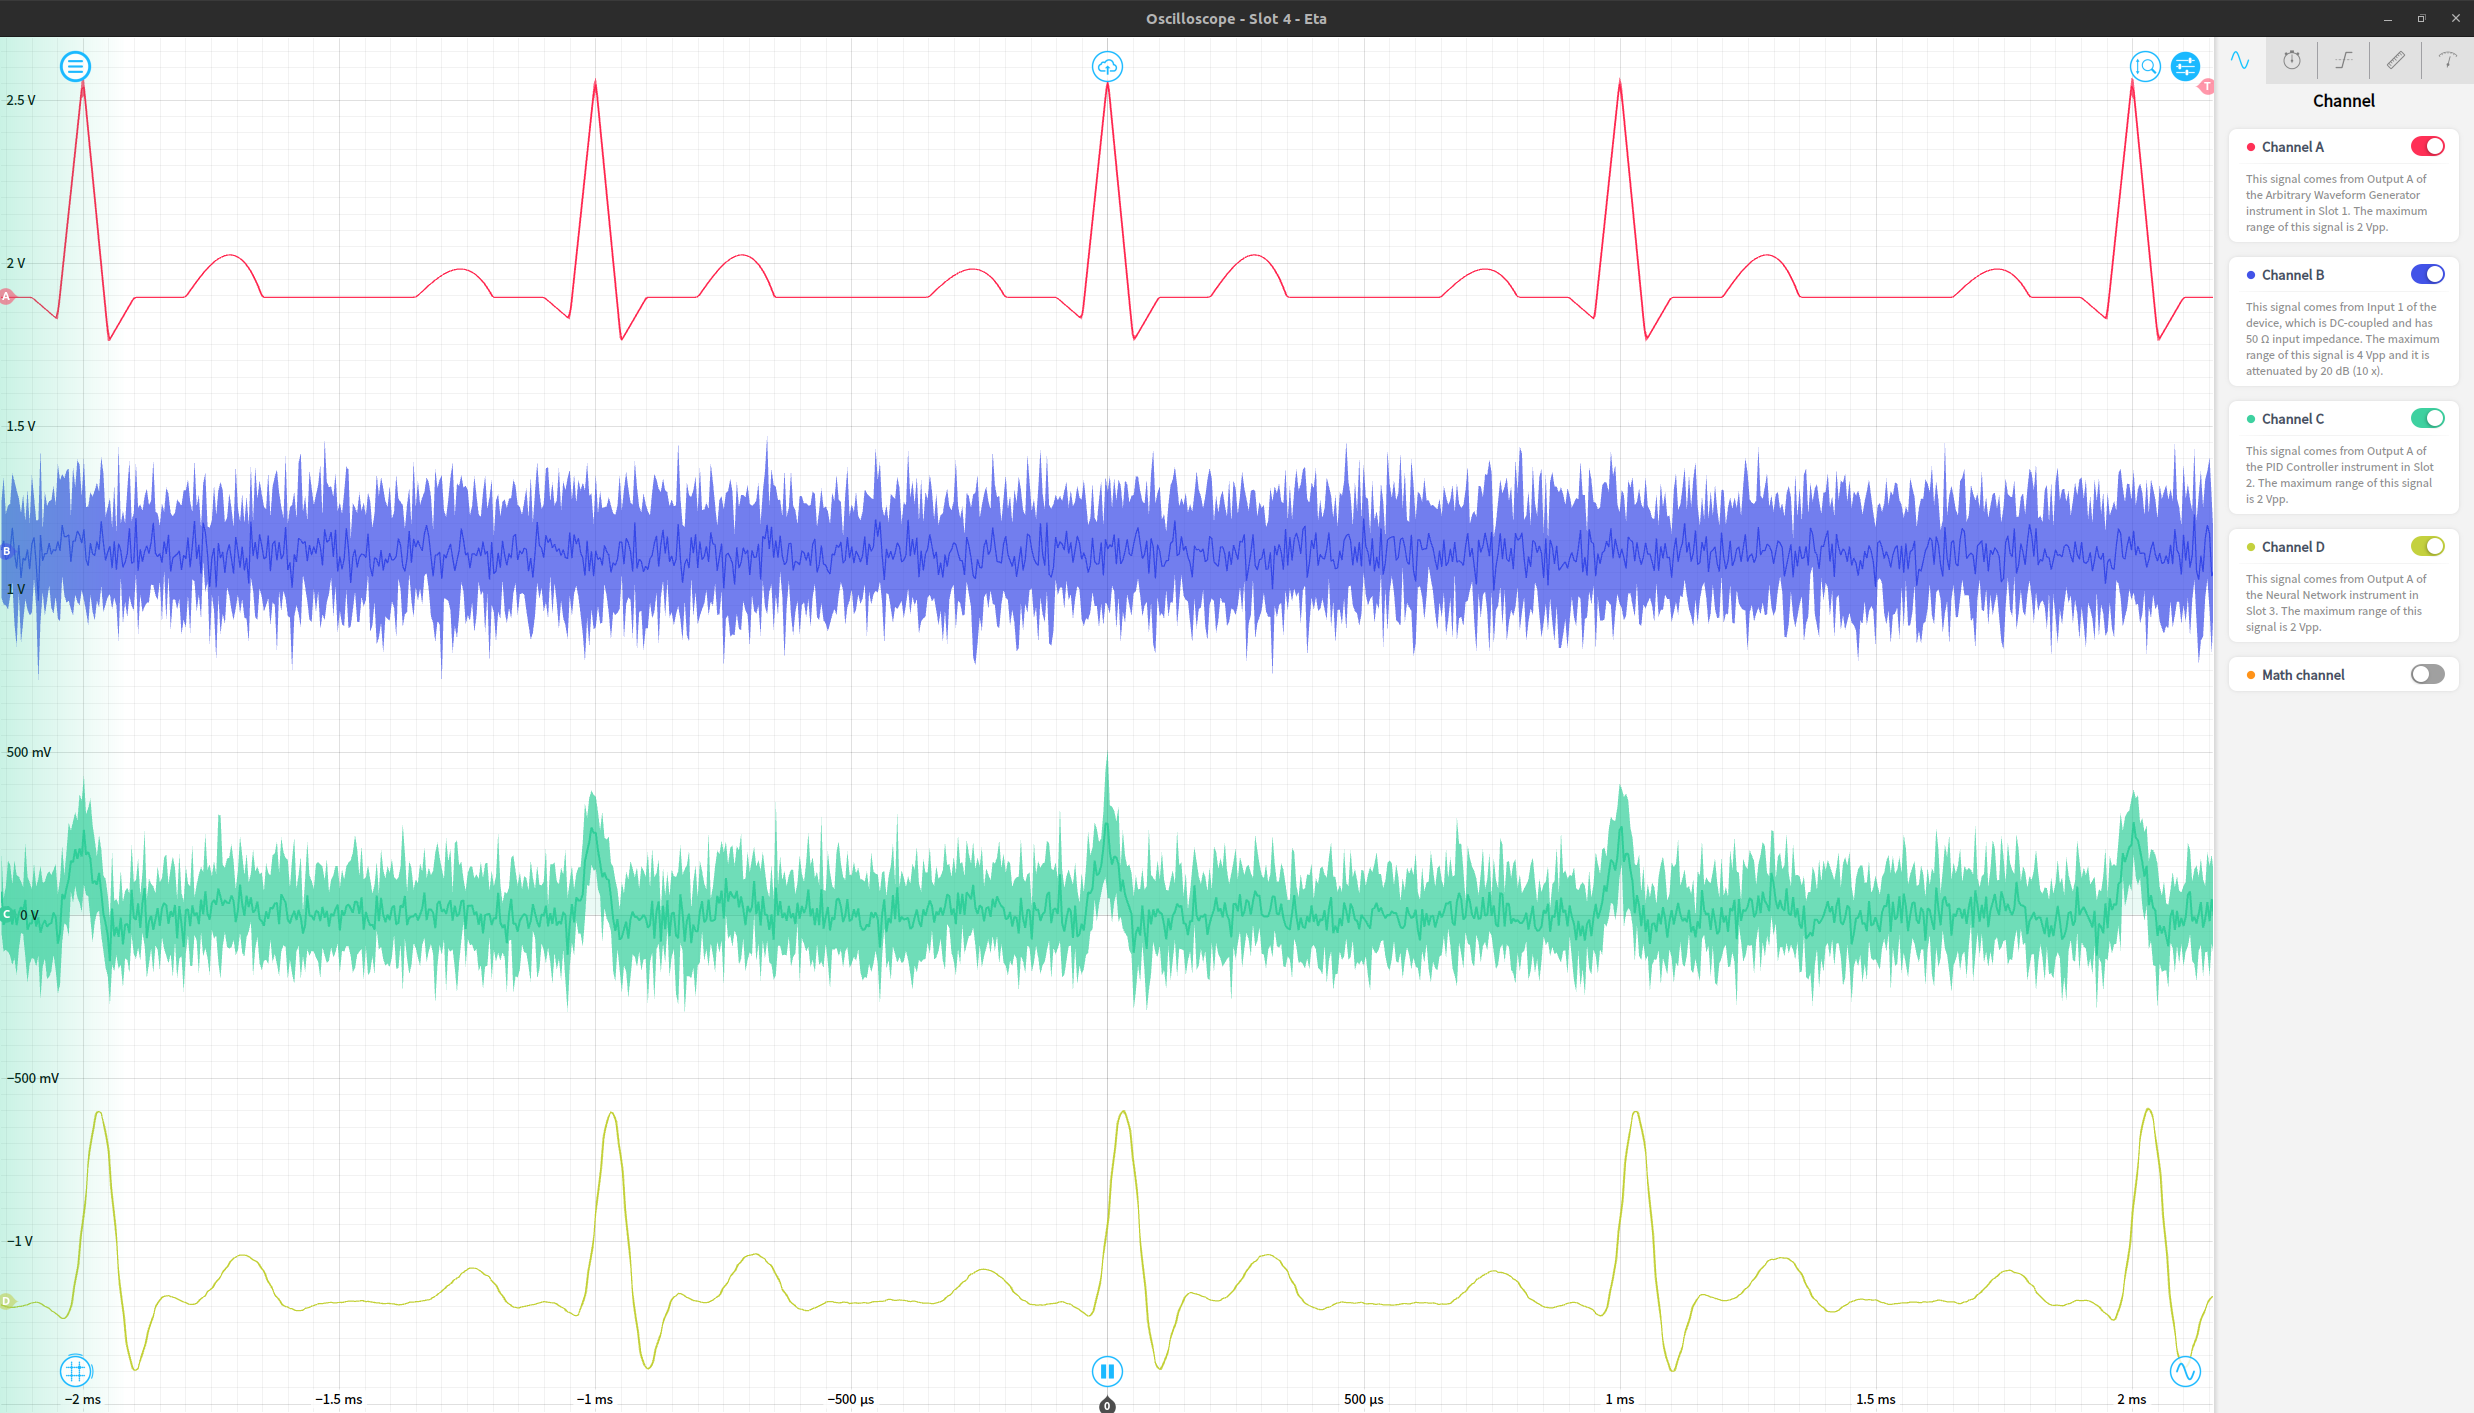 Oscilloscope - Slot 4 - Eta
T
2.5 V
2 V
A
1.5 V
B
1 V
500 mV
C
0 V
−500 mV
−1 V
D
−2 ms
−1.5 ms
−1 ms
−500 µs
0
500 µs
1 ms
1.5 ms
2 ms
Channel
Channel A
This signal comes from Output A of
the Arbitrary Waveform Generator
instrument in Slot 1. The maximum
range of this signal is 2 Vpp.
Channel B
This signal comes from Input 1 of the
device, which is DC-coupled and has
50 Ω input impedance. The maximum
range of this signal is 4 Vpp and it is
attenuated by 20 dB (10 x).
Channel C
This signal comes from Output A of
the PID Controller instrument in Slot
2. The maximum range of this signal
is 2 Vpp.
Channel D
This signal comes from Output A of
the Neural Network instrument in
Slot 3. The maximum range of this
signal is 2 Vpp.
Math channel